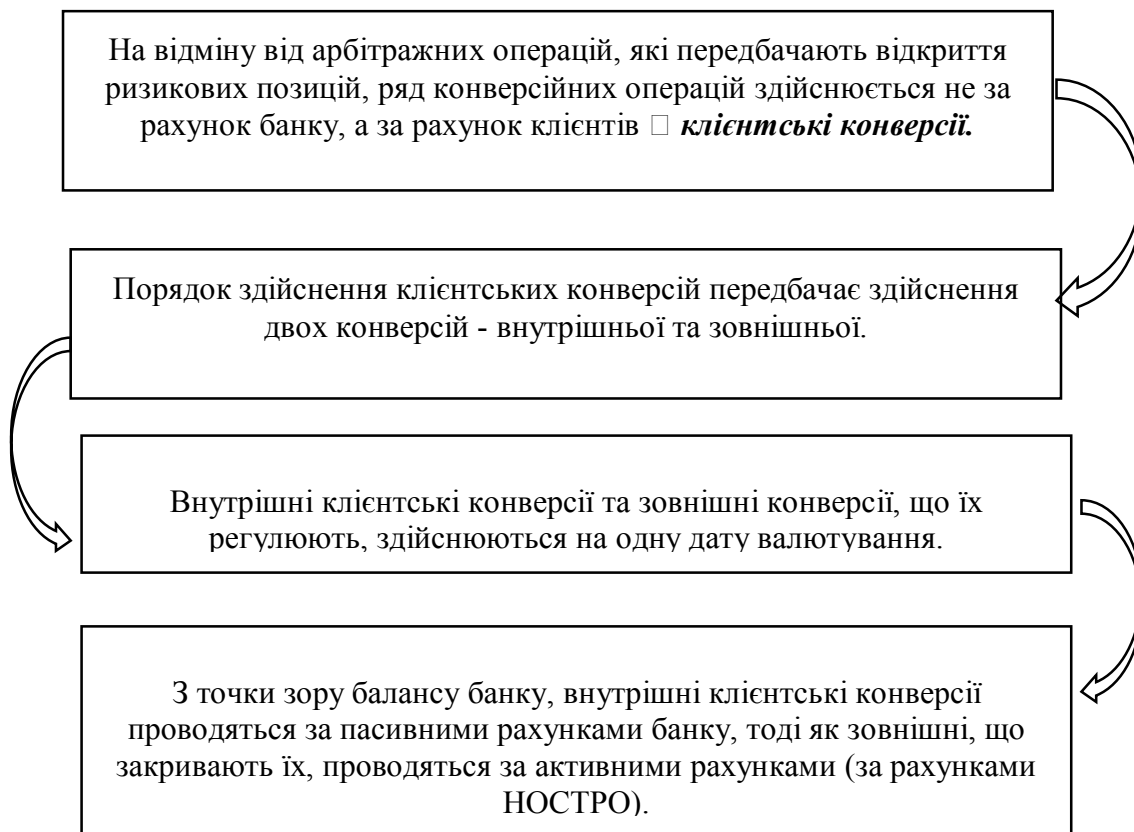 На відміну від арбітражних операцій, які передбачають відкриття
ризикових позицій, ряд конверсійних операцій здійснюється не за
рахунок банку, а за рахунок клієнтів □ клієнтські конверсії.
Порядок здійснення клієнтських конверсій передбачає здійснення
двох конверсій - внутрішньої та зовнішньої.
Внутрішні клієнтські конверсії та зовнішні конверсії, що їх
регулюють, здійснюються на одну дату валютування.
З точки зору балансу банку, внутрішні клієнтські конверсії
проводяться за пасивними рахунками банку, тоді як зовнішні, що
закривають їх, проводяться за активними рахунками (за рахунками
НОСТРО).